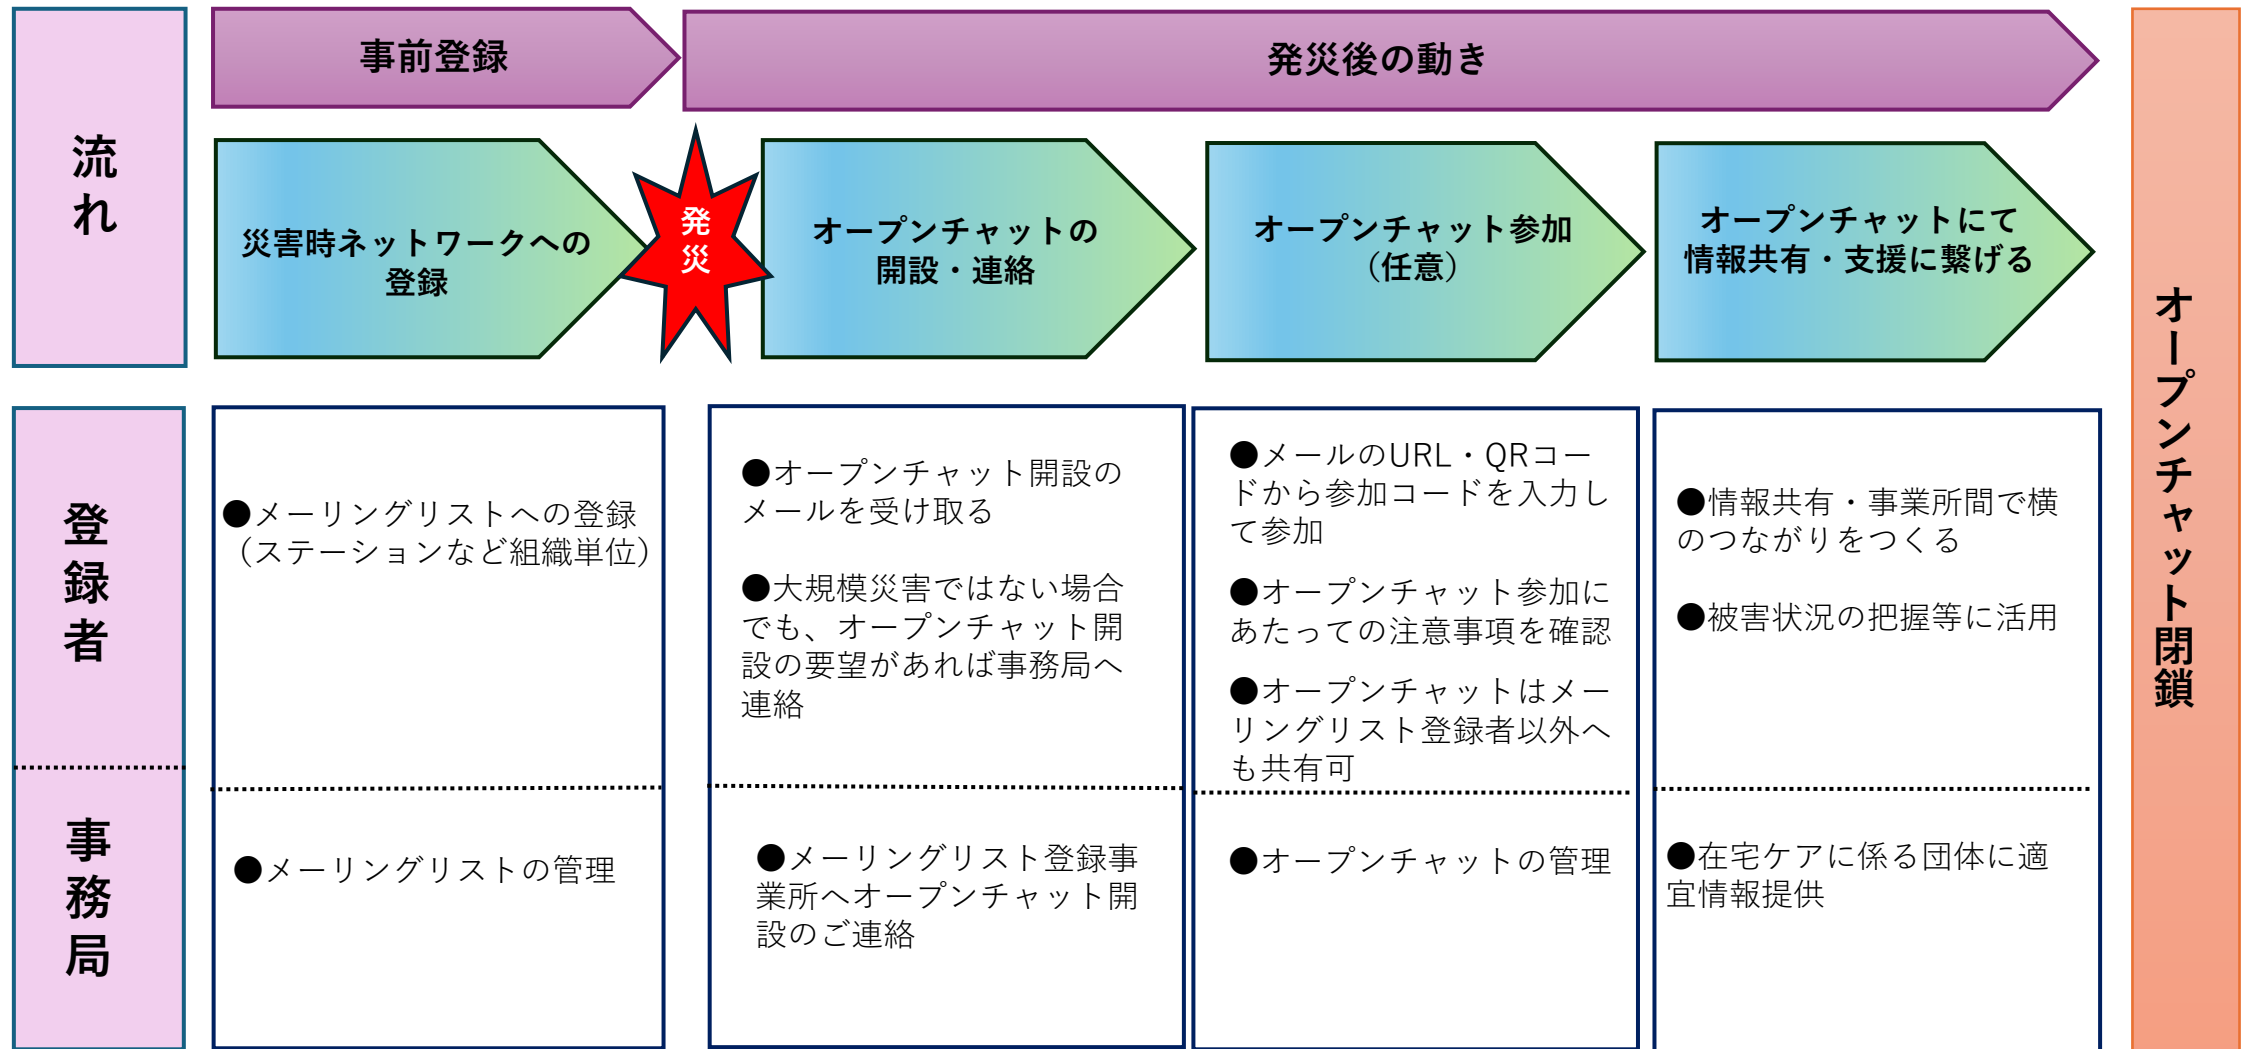 流れ
事前登録
発災後の動き
災害時ネットワークへの
登録
発災
オープンチャットの
開設・連絡
オープンチャット参加
（任意）
オープンチャットにて
情報共有・支援に繋げる
オープンチャット閉鎖
登録者
●メーリングリストへの登録
（ステーションなど組織単位）
●オープンチャット開設の
メールを受け取る
●大規模災害ではない場合
でも、オープンチャット開
設の要望があれば事務局へ
連絡
●メールのURL・QRコー
ドから参加コードを入力し
て参加
●オープンチャット参加に
あたっての注意事項を確認
●オープンチャットはメー
リングリスト登録者以外へ
も共有可
●情報共有・事業所間で横
のつながりをつくる
●被害状況の把握等に活用
事務局
●メーリングリストの管理
●メーリングリスト登録事
業所へオープンチャット開
設のご連絡
●オープンチャットの管理
●在宅ケアに係る団体に適
宜情報提供